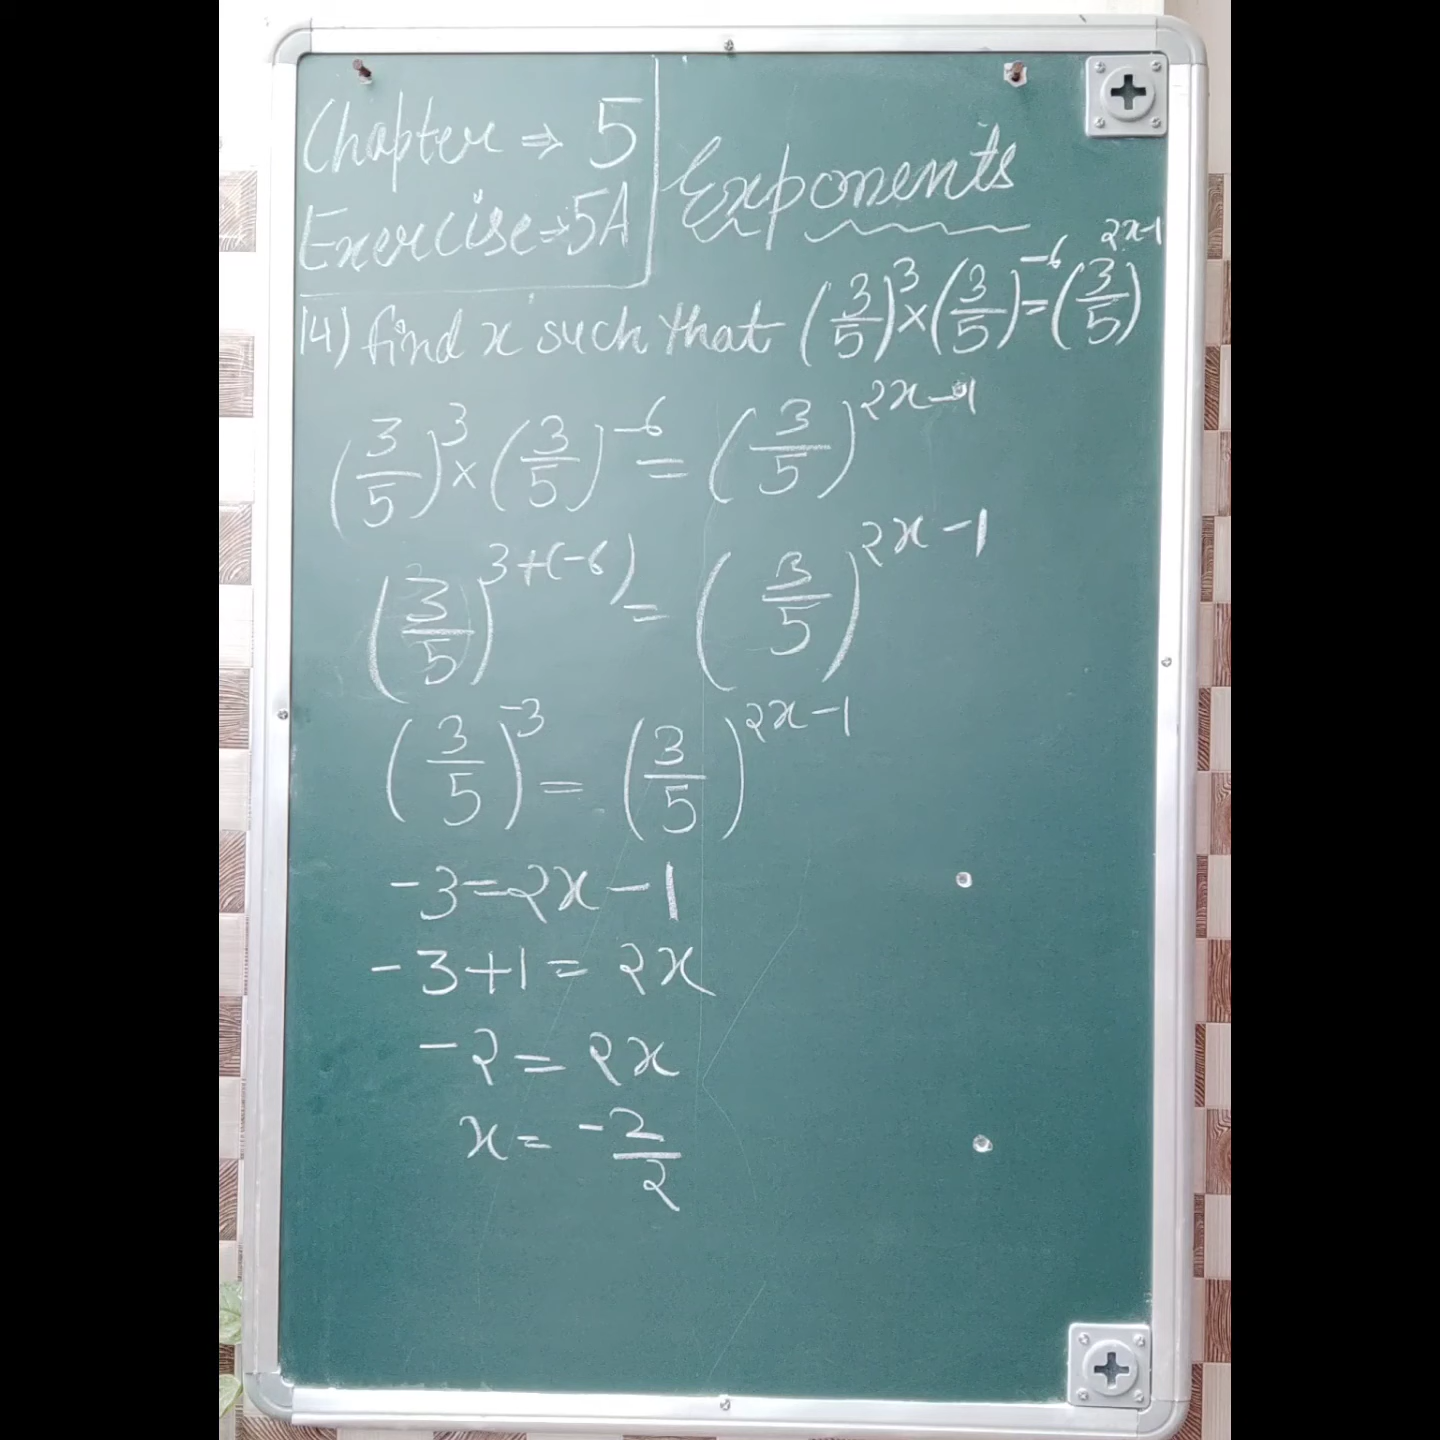 Chapter ⇒ 5
Exercise ⇒ 5A
Exponents
14) find x such that (3/5)³ × (3/5)⁻⁶ = (3/5)²ˣ⁻¹
(3/5)³ × (3/5)⁻⁶ = (3/5)²ˣ⁻¹
(3/5)³⁺⁽⁻⁶⁾ = (3/5)²ˣ⁻¹
(3/5)⁻³ = (3/5)²ˣ⁻¹
-3 = 2x - 1
-3 + 1 = 2x
-2 = 2x
x = -2/2